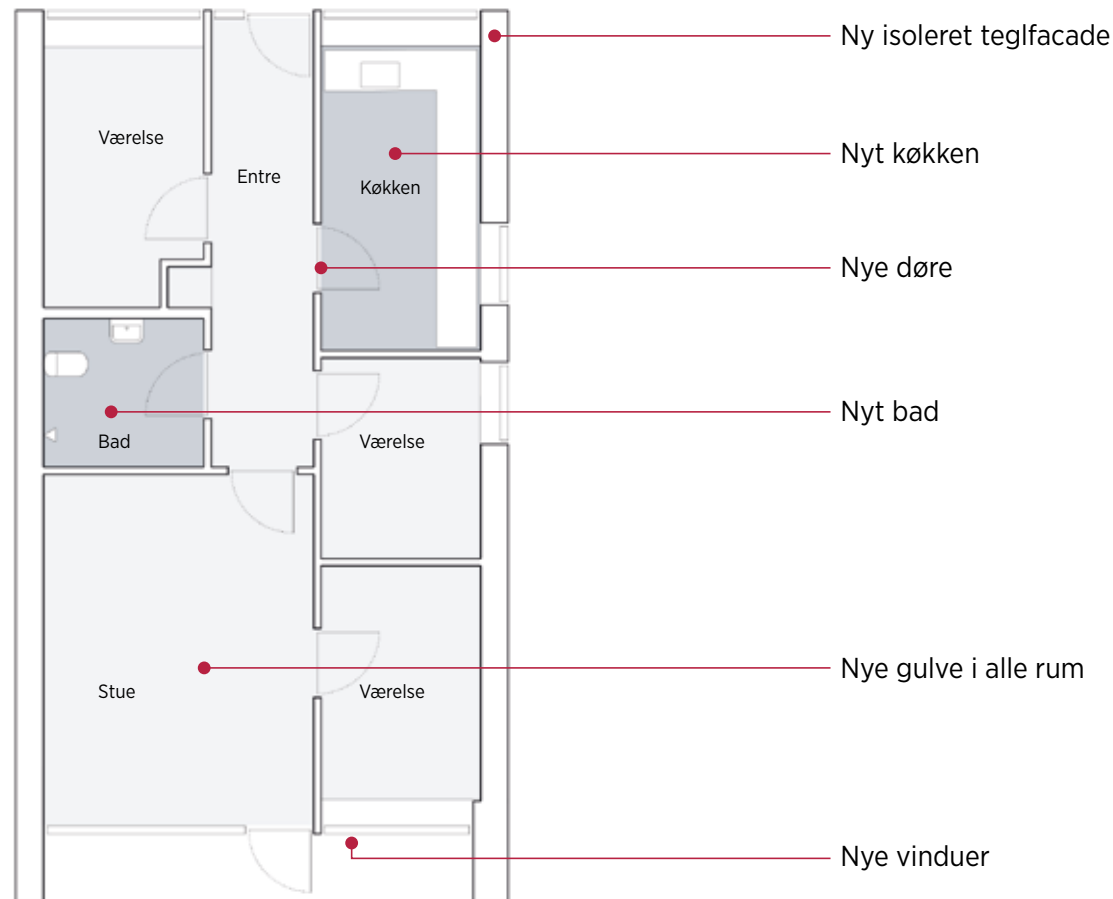 Ny isoleret teglfacade
Værelse
Nyt køkken
Entre
Køkken
Nye døre
Nyt bad
Bad
Værelse
Nye gulve i alle rum
Stue
Værelse
Nye vinduer